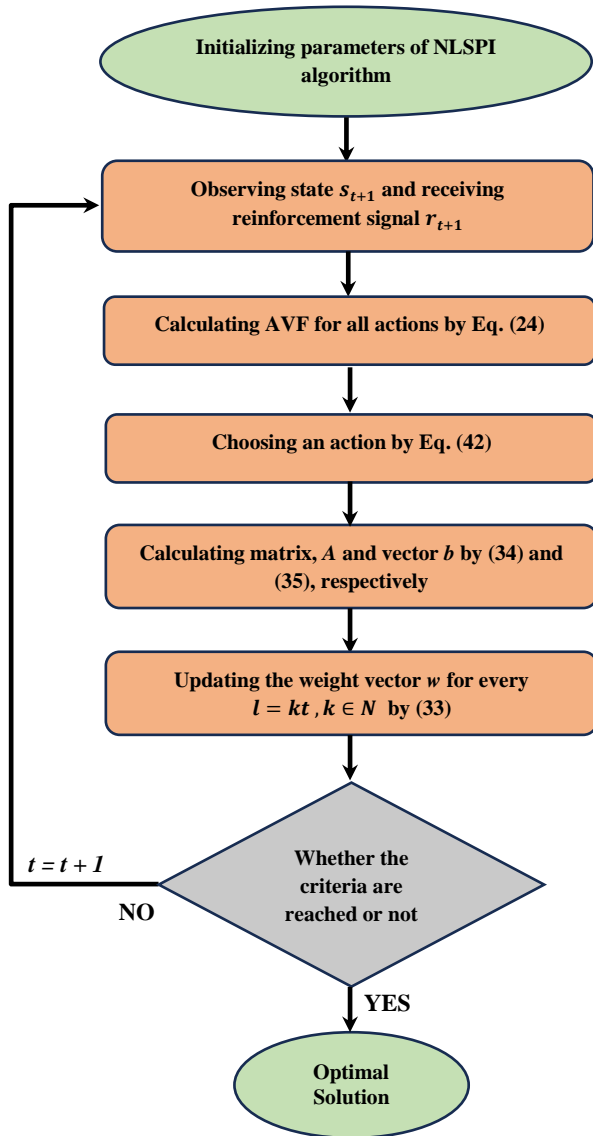 Initializing parameters of NLSPI
algorithm
Observing state s_{t+1} and receiving
reinforcement signal r_{t+1}
Calculating AVF for all actions by Eq. (24)
Choosing an action by Eq. (42)
Calculating matrix, A and vector b by (34) and
(35), respectively
Updating the weight vector w for every
l = kt , k ∈ N by (33)
Whether the
criteria are
reached or not
t = t + 1
NO
YES
Optimal
Solution